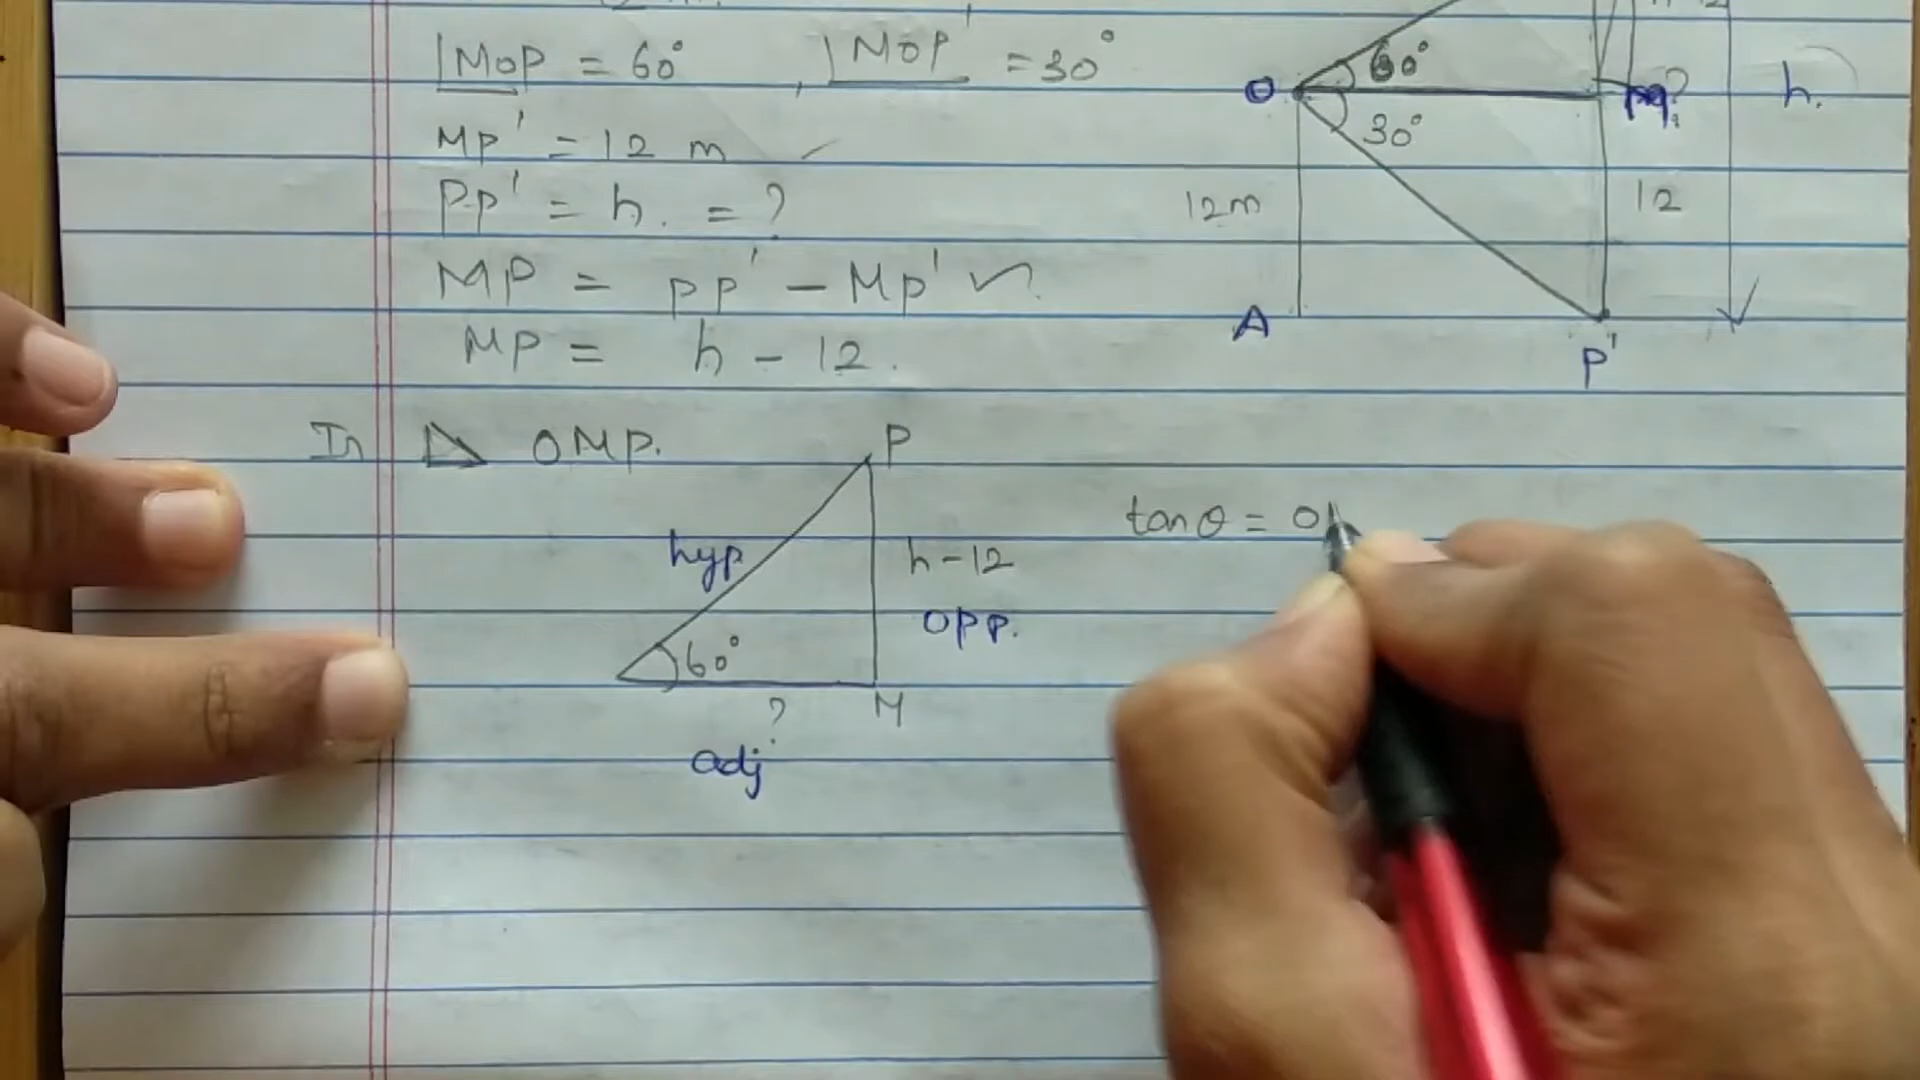 ∠MOP = 60° , ∠MOP' = 30°
MP' = 12 m ✓
PP' = h. = ?
MP = PP' - MP' ✓
MP = h - 12.
60°
O
h.
30°
12m
12
A
P'
In △ OMP.
P
hyp
h-12
opp.
60°
?
M
adj
tanθ = o